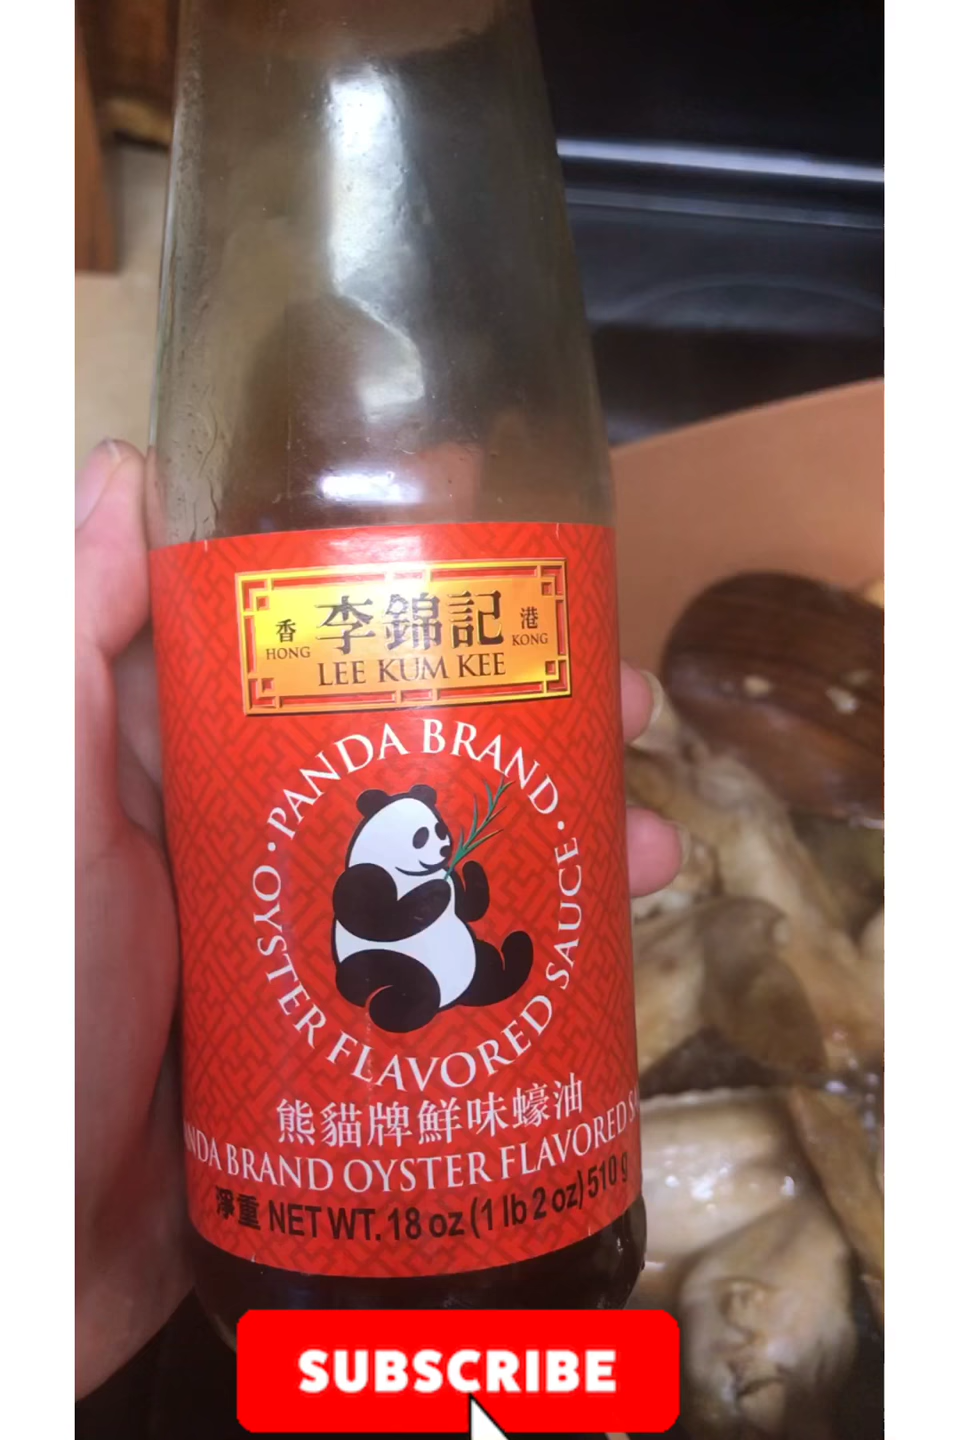 香 李錦記 港
HONG LEE KUM KEE KONG
· PANDA BRAND ·
OYSTER FLAVORED SAUCE
熊貓牌鮮味蠔油
BRAND OYSTER FLAVORED
淨重 NET WT. 18 oz (1 lb 2 oz) 510 g
SUBSCRIBE